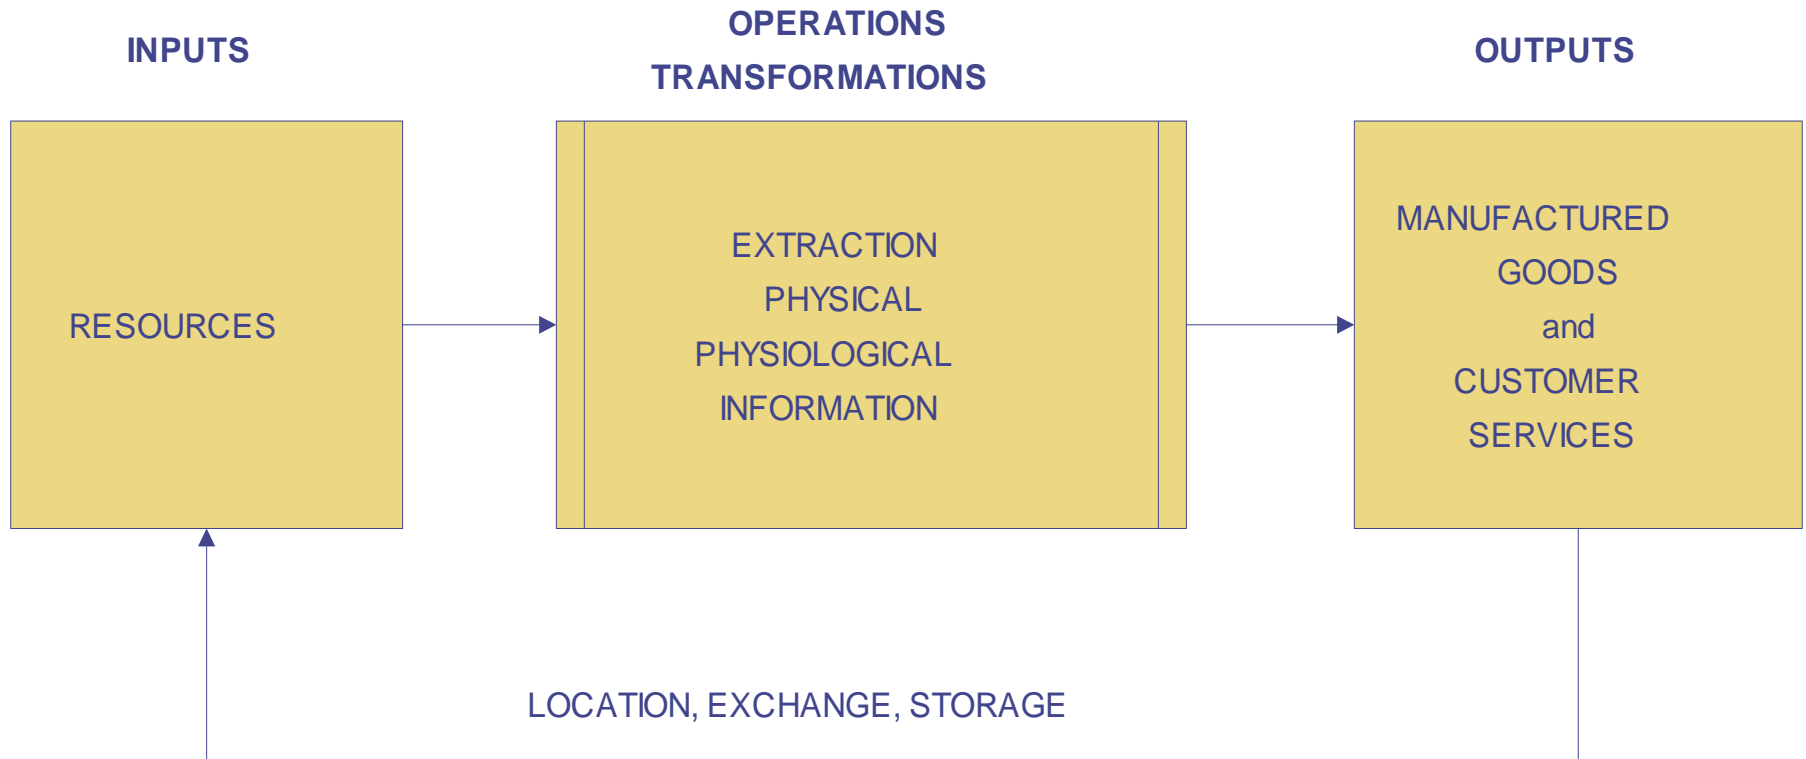 INPUTS
OPERATIONS
TRANSFORMATIONS
OUTPUTS
RESOURCES
EXTRACTION
PHYSICAL
PHYSIOLOGICAL
INFORMATION
MANUFACTURED
GOODS
and
CUSTOMER
SERVICES
LOCATION, EXCHANGE, STORAGE